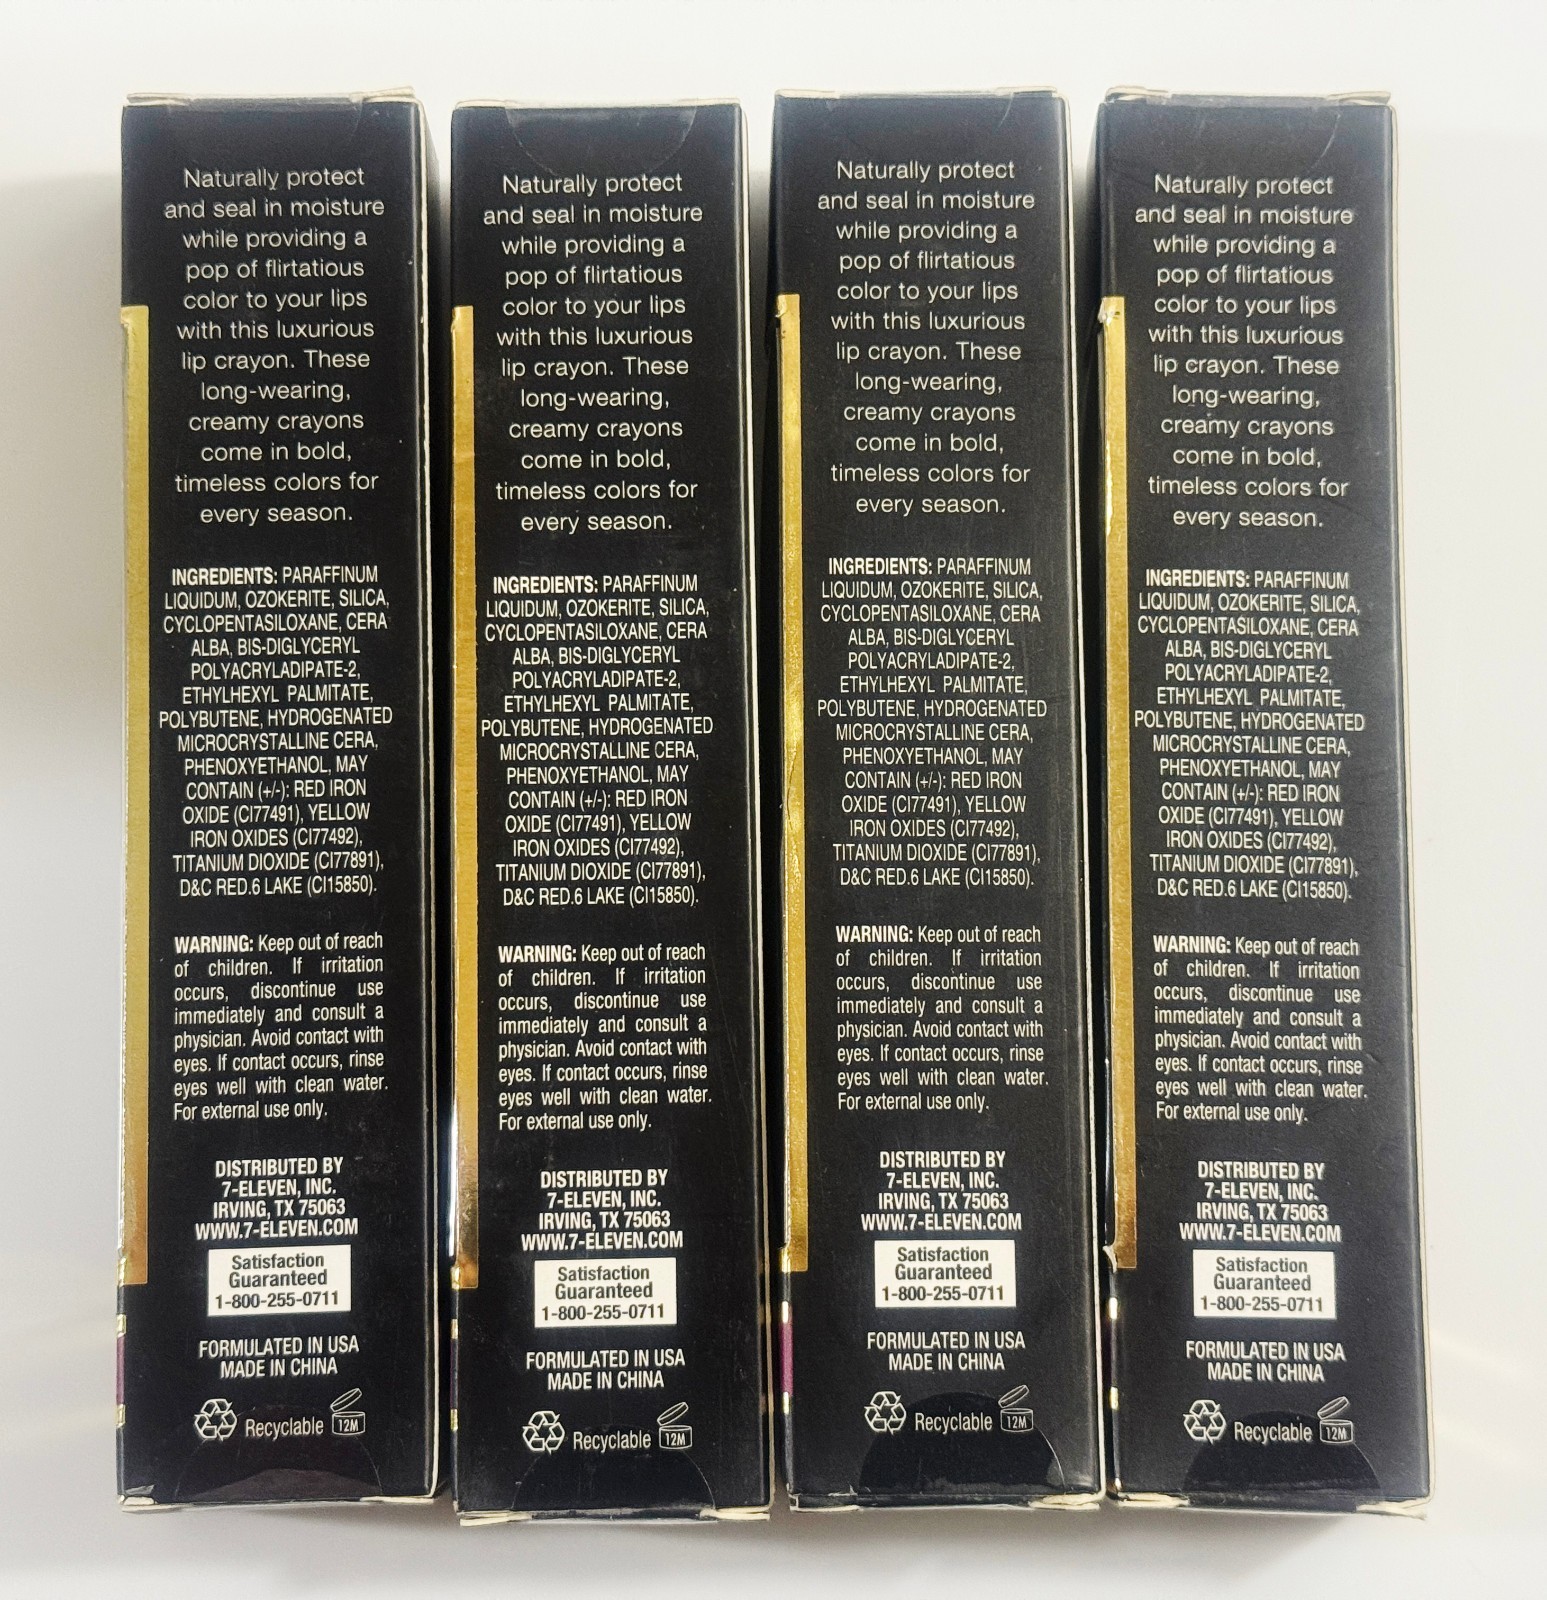 Naturally protect
and seal in moisture
while providing a
pop of flirtatious
color to your lips
with this luxurious
lip crayon. These
long-wearing,
creamy crayons
come in bold,
timeless colors for
every season.
INGREDIENTS: PARAFFINUM
LIQUIDUM, OZOKERITE, SILICA,
CYCLOPENTASILOXANE, CERA
ALBA, BIS-DIGLYCERYL
POLYACRYLADIPATE-2,
ETHYLHEXYL PALMITATE,
POLYBUTENE, HYDROGENATED
MICROCRYSTALLINE CERA,
PHENOXYETHANOL, MAY
CONTAIN (+/-): RED IRON
OXIDE (CI77491), YELLOW
IRON OXIDES (CI77492),
TITANIUM DIOXIDE (CI77891),
D&C RED.6 LAKE (CI15850).
WARNING: Keep out of reach
of children. If irritation
occurs, discontinue use
immediately and consult a
physician. Avoid contact with
eyes. If contact occurs, rinse
eyes well with clean water.
For external use only.
DISTRIBUTED BY
7-ELEVEN, INC.
IRVING, TX 75063
WWW.7-ELEVEN.COM
Satisfaction
Guaranteed
1-800-255-0711
FORMULATED IN USA
MADE IN CHINA
Recyclable 12M
Naturally protect
and seal in moisture
while providing a
pop of flirtatious
color to your lips
with this luxurious
lip crayon. These
long-wearing,
creamy crayons
come in bold,
timeless colors for
every season.
INGREDIENTS: PARAFFINUM
LIQUIDUM, OZOKERITE, SILICA,
CYCLOPENTASILOXANE, CERA
ALBA, BIS-DIGLYCERYL
POLYACRYLADIPATE-2,
ETHYLHEXYL PALMITATE,
POLYBUTENE, HYDROGENATED
MICROCRYSTALLINE CERA,
PHENOXYETHANOL, MAY
CONTAIN (+/-): RED IRON
OXIDE (CI77491), YELLOW
IRON OXIDES (CI77492),
TITANIUM DIOXIDE (CI77891),
D&C RED.6 LAKE (CI15850).
WARNING: Keep out of reach
of children. If irritation
occurs, discontinue use
immediately and consult a
physician. Avoid contact with
eyes. If contact occurs, rinse
eyes well with clean water.
For external use only.
DISTRIBUTED BY
7-ELEVEN, INC.
IRVING, TX 75063
WWW.7-ELEVEN.COM
Satisfaction
Guaranteed
1-800-255-0711
FORMULATED IN USA
MADE IN CHINA
Recyclable 12M
Naturally protect
and seal in moisture
while providing a
pop of flirtatious
color to your lips
with this luxurious
lip crayon. These
long-wearing,
creamy crayons
come in bold,
timeless colors for
every season.
INGREDIENTS: PARAFFINUM
LIQUIDUM, OZOKERITE, SILICA,
CYCLOPENTASILOXANE, CERA
ALBA, BIS-DIGLYCERYL
POLYACRYLADIPATE-2,
ETHYLHEXYL PALMITATE,
POLYBUTENE, HYDROGENATED
MICROCRYSTALLINE CERA,
PHENOXYETHANOL, MAY
CONTAIN (+/-): RED IRON
OXIDE (CI77491), YELLOW
IRON OXIDES (CI77492),
TITANIUM DIOXIDE (CI77891),
D&C RED.6 LAKE (CI15850).
WARNING: Keep out of reach
of children. If irritation
occurs, discontinue use
immediately and consult a
physician. Avoid contact with
eyes. If contact occurs, rinse
eyes well with clean water.
For external use only.
DISTRIBUTED BY
7-ELEVEN, INC.
IRVING, TX 75063
WWW.7-ELEVEN.COM
Satisfaction
Guaranteed
1-800-255-0711
FORMULATED IN USA
MADE IN CHINA
Recyclable 12M
Naturally protect
and seal in moisture
while providing a
pop of flirtatious
color to your lips
with this luxurious
lip crayon. These
long-wearing,
creamy crayons
come in bold,
timeless colors for
every season.
INGREDIENTS: PARAFFINUM
LIQUIDUM, OZOKERITE, SILICA,
CYCLOPENTASILOXANE, CERA
ALBA, BIS-DIGLYCERYL
POLYACRYLADIPATE-2,
ETHYLHEXYL PALMITATE,
POLYBUTENE, HYDROGENATED
MICROCRYSTALLINE CERA,
PHENOXYETHANOL, MAY
CONTAIN (+/-): RED IRON
OXIDE (CI77491), YELLOW
IRON OXIDES (CI77492),
TITANIUM DIOXIDE (CI77891),
D&C RED.6 LAKE (CI15850).
WARNING: Keep out of reach
of children. If irritation
occurs, discontinue use
immediately and consult a
physician. Avoid contact with
eyes. If contact occurs, rinse
eyes well with clean water.
For external use only.
DISTRIBUTED BY
7-ELEVEN, INC.
IRVING, TX 75063
WWW.7-ELEVEN.COM
Satisfaction
Guaranteed
1-800-255-0711
FORMULATED IN USA
MADE IN CHINA
Recyclable 12M